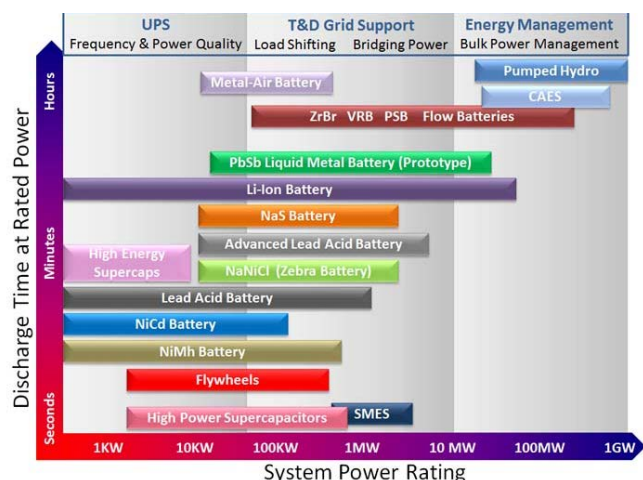 UPS T&D Grid Support Energy Management
Frequency & Power Quality Load Shifting Bridging Power Bulk Power Management
Hours
Metal-Air Battery
Pumped Hydro
CAES
ZrBr VRB PSB Flow Batteries
PbSb Liquid Metal Battery (Prototype)
Li-Ion Battery
NaS Battery
Discharge Time at Rated Power
Minutes
Advanced Lead Acid Battery
High Energy
Supercaps
NaNiCl (Zebra Battery)
Lead Acid Battery
NiCd Battery
NiMh Battery
Flywheels
Seconds
High Power Supercapacitors SMES
1KW 10KW 100KW 1MW 10 MW 100MW 1GW
System Power Rating